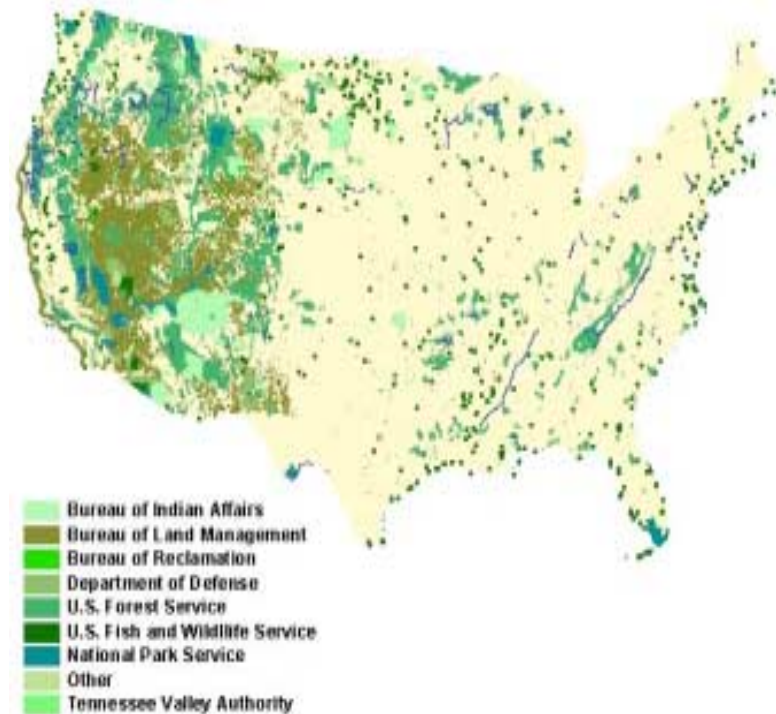 Bureau of Indian Affairs
Bureau of Land Management
Bureau of Reclamation
Department of Defense
U.S. Forest Service
U.S. Fish and Wildlife Service
National Park Service
Other
Tennessee Valley Authority